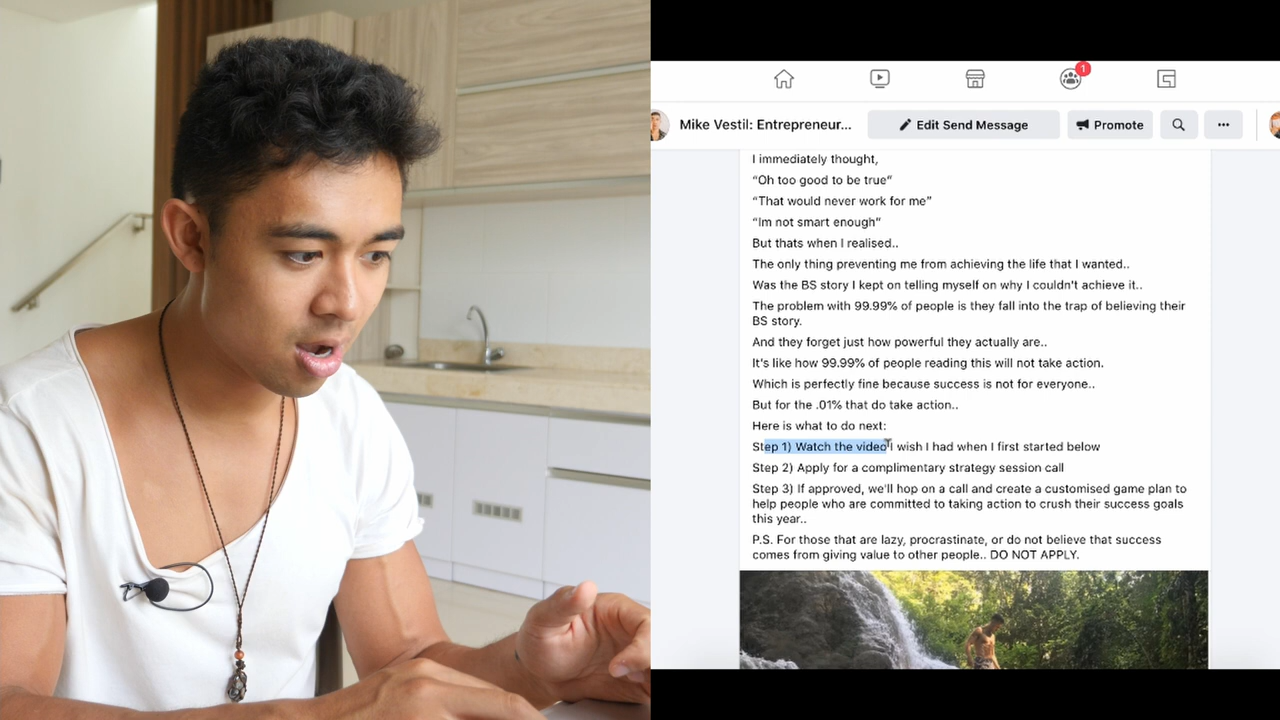 1
Mike Vestil: Entrepreneur...
Edit Send Message
Promote
I immediately thought,
“Oh too good to be true“
“That would never work for me”
“Im not smart enough”
But thats when I realised..
The only thing preventing me from achieving the life that I wanted..
Was the BS story I kept on telling myself on why I couldn't achieve it..
The problem with 99.99% of people is they fall into the trap of believing their
BS story.
And they forget just how powerful they actually are..
It's like how 99.99% of people reading this will not take action.
Which is perfectly fine because success is not for everyone..
But for the .01% that do take action..
Here is what to do next:
Step 1) Watch the video I wish I had when I first started below
Step 2) Apply for a complimentary strategy session call
Step 3) If approved, we'll hop on a call and create a customised game plan to
help people who are committed to taking action to crush their success goals
this year..
P.S. For those that are lazy, procrastinate, or do not believe that success
comes from giving value to other people.. DO NOT APPLY.